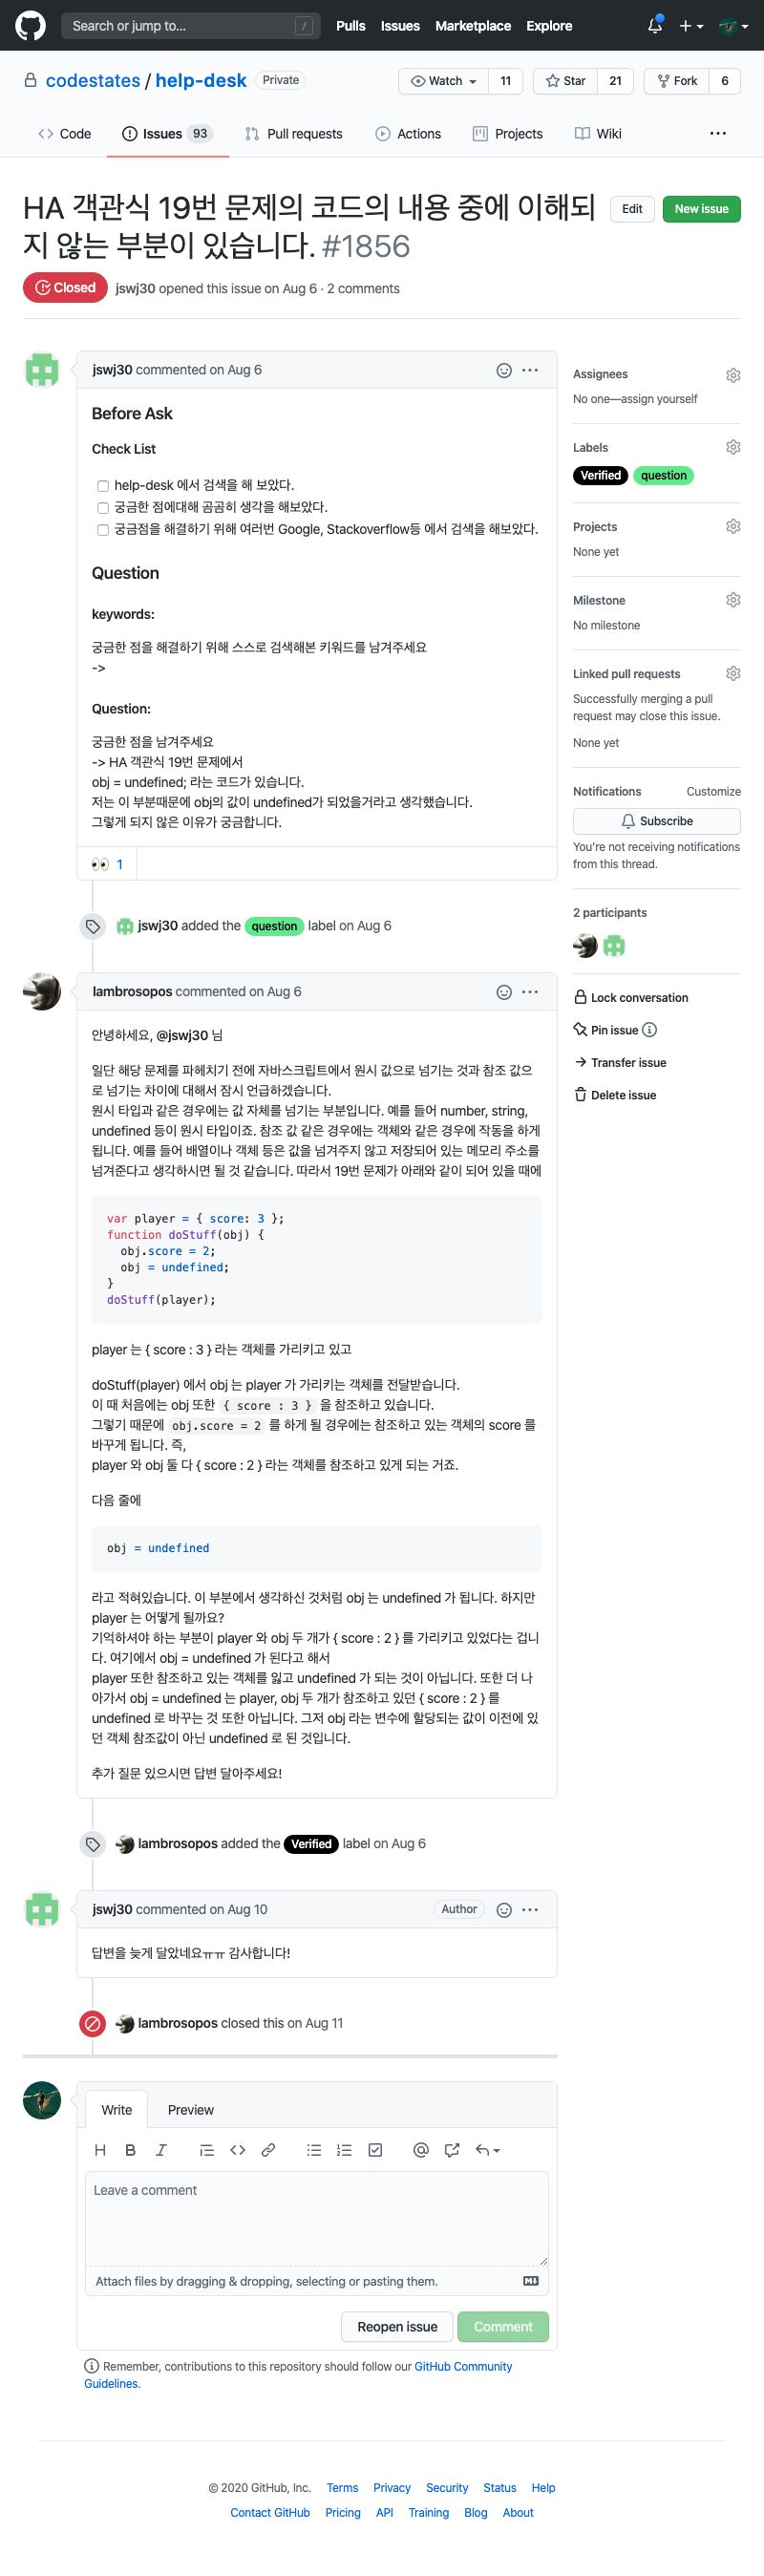 Search or jump to... /
Pulls Issues Marketplace Explore
codestates / help-desk Private
Watch 11 Star 21 Fork 6
Code Issues 93 Pull requests Actions Projects Wiki
HA 객관식 19번 문제의 코드의 내용 중에 이해되
지 않는 부분이 있습니다. #1856
Edit New issue
Closed jswj30 opened this issue on Aug 6 · 2 comments
jswj30 commented on Aug 6
Before Ask
Check List
help-desk 에서 검색을 해 보았다.
궁금한 점에대해 곰곰히 생각을 해보았다.
궁금점을 해결하기 위해 여러번 Google, Stackoverflow등 에서 검색을 해보았다.
Question
keywords:
궁금한 점을 해결하기 위해 스스로 검색해본 키워드를 남겨주세요
->
Question:
궁금한 점을 남겨주세요
-> HA 객관식 19번 문제에서
obj = undefined; 라는 코드가 있습니다.
저는 이 부분때문에 obj의 값이 undefined가 되었을거라고 생각했습니다.
그렇게 되지 않은 이유가 궁금합니다.
1
jswj30 added the question label on Aug 6
lambrosopos commented on Aug 6
안녕하세요, @jswj30 님
일단 해당 문제를 파헤치기 전에 자바스크립트에서 원시 값으로 넘기는 것과 참조 값으
로 넘기는 차이에 대해서 잠시 언급하겠습니다.
원시 타입과 같은 경우에는 값 자체를 넘기는 부분입니다. 예를 들어 number, string,
undefined 등이 원시 타입이죠. 참조 값 같은 경우에는 객체와 같은 경우에 작동을 하게
됩니다. 예를 들어 배열이나 객체 등은 값을 넘겨주지 않고 저장되어 있는 메모리 주소를
넘겨준다고 생각하시면 될 것 같습니다. 따라서 19번 문제가 아래와 같이 되어 있을 때에
var player = { score: 3 };
function doStuff(obj) {
obj.score = 2;
obj = undefined;
}
doStuff(player);
player 는 { score : 3 } 라는 객체를 가리키고 있고
doStuff(player) 에서 obj 는 player 가 가리키는 객체를 전달받습니다.
이 때 처음에는 obj 또한 { score : 3 } 을 참조하고 있습니다.
그렇기 때문에 obj.score = 2 를 하게 될 경우에는 참조하고 있는 객체의 score 를
바꾸게 됩니다. 즉,
player 와 obj 둘 다 { score : 2 } 라는 객체를 참조하고 있게 되는 거죠.
다음 줄에
obj = undefined
라고 적혀있습니다. 이 부분에서 생각하신 것처럼 obj 는 undefined 가 됩니다. 하지만
player 는 어떻게 될까요?
기억하셔야 하는 부분이 player 와 obj 두 개가 { score : 2 } 를 가리키고 있었다는 겁니
다. 여기에서 obj = undefined 가 된다고 해서
player 또한 참조하고 있는 객체를 잃고 undefined 가 되는 것이 아닙니다. 또한 더 나
아가서 obj = undefined 는 player, obj 두 개가 참조하고 있던 { score : 2 } 를
undefined 로 바꾸는 것 또한 아닙니다. 그저 obj 라는 변수에 할당되는 값이 이전에 있
던 객체 참조값이 아닌 undefined 로 된 것입니다.
추가 질문 있으시면 답변 달아주세요!
lambrosopos added the Verified label on Aug 6
jswj30 commented on Aug 10 Author
답변을 늦게 달았네요ㅠㅠ 감사합니다!
lambrosopos closed this on Aug 11
Write Preview
Leave a comment
Attach files by dragging & dropping, selecting or pasting them.
Reopen issue Comment
Remember, contributions to this repository should follow our GitHub Community
Guidelines.
Assignees
No one—assign yourself
Labels
Verified question
Projects
None yet
Milestone
No milestone
Linked pull requests
Successfully merging a pull
request may close this issue.
None yet
Notifications Customize
Subscribe
You're not receiving notifications
from this thread.
2 participants
Lock conversation
Pin issue
Transfer issue
Delete issue
© 2020 GitHub, Inc. Terms Privacy Security Status Help
Contact GitHub Pricing API Training Blog About